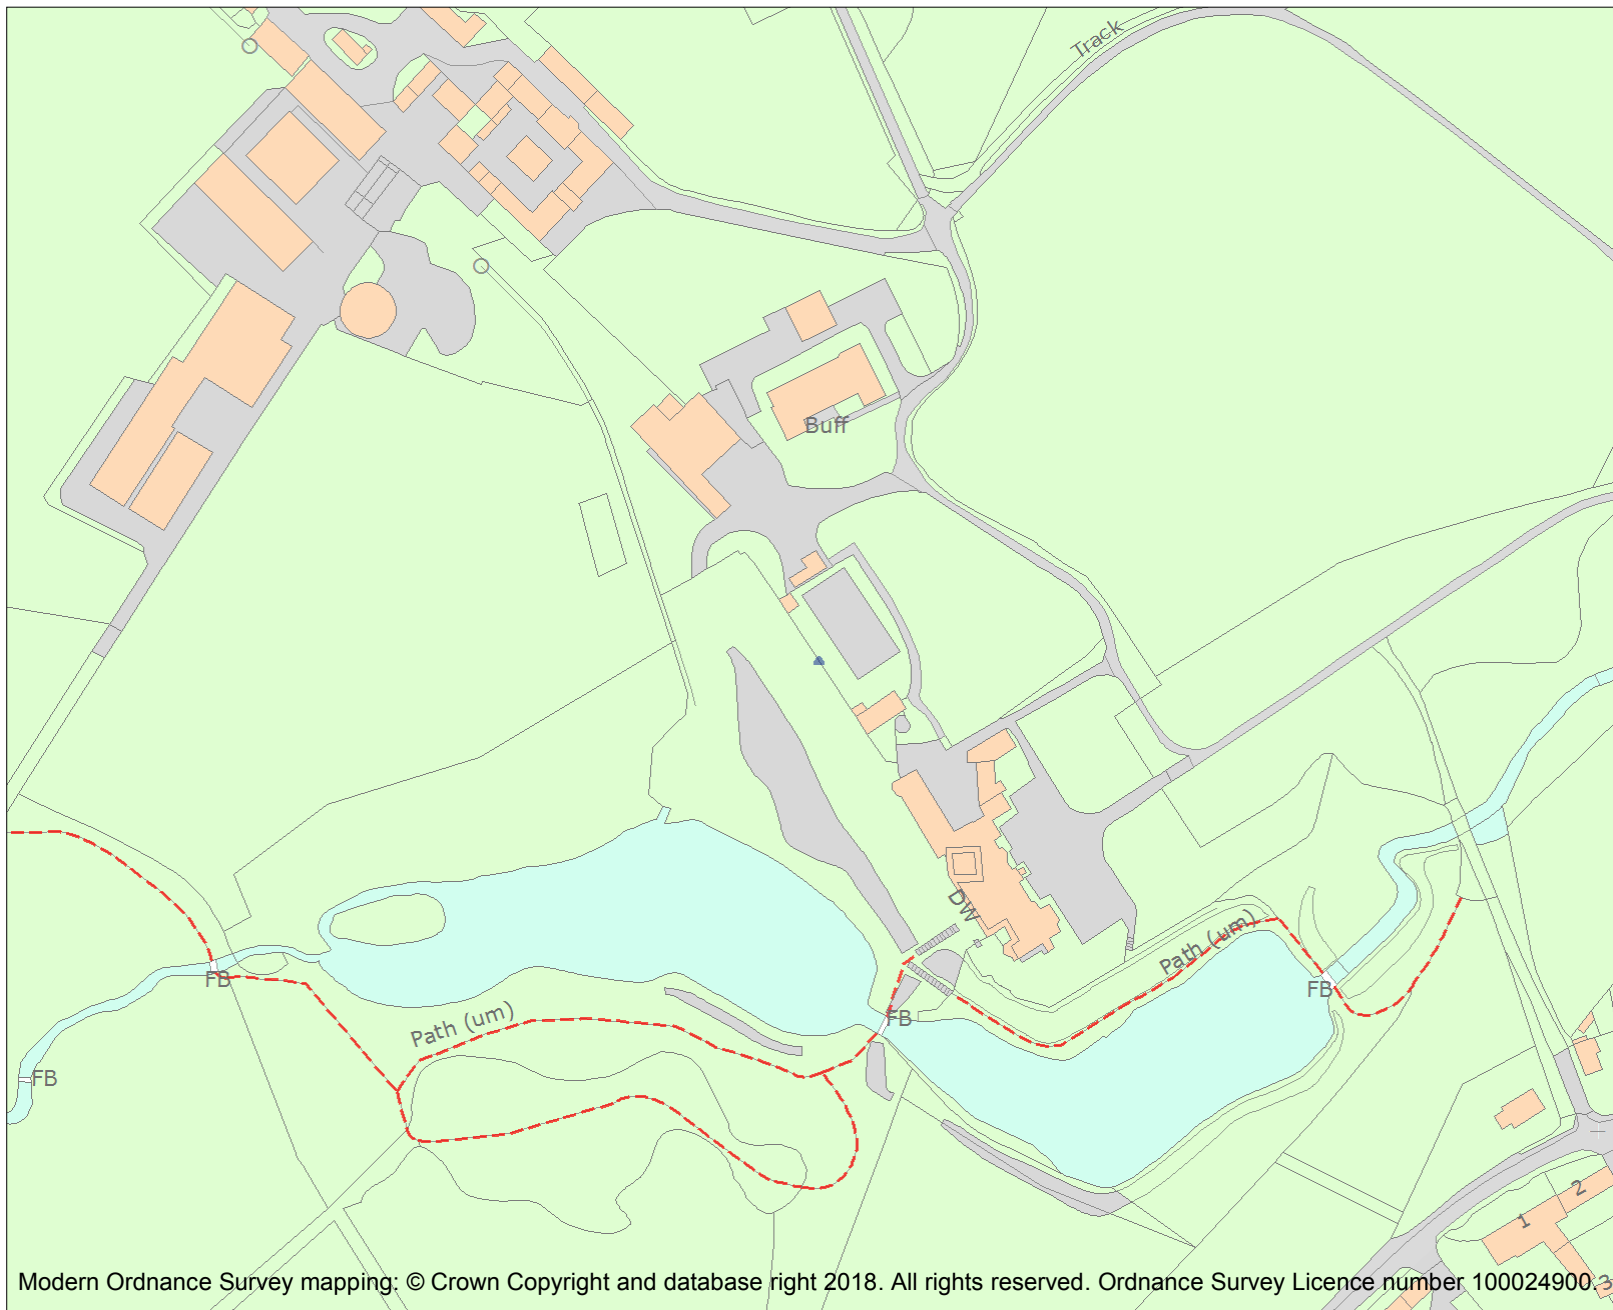 Track
Buff
DW
Path (um)
FB
FB
FB
Path (um)
FB
2
1
3
Modern Ordnance Survey mapping: © Crown Copyright and database right 2018. All rights reserved. Ordnance Survey Licence number 100024900.